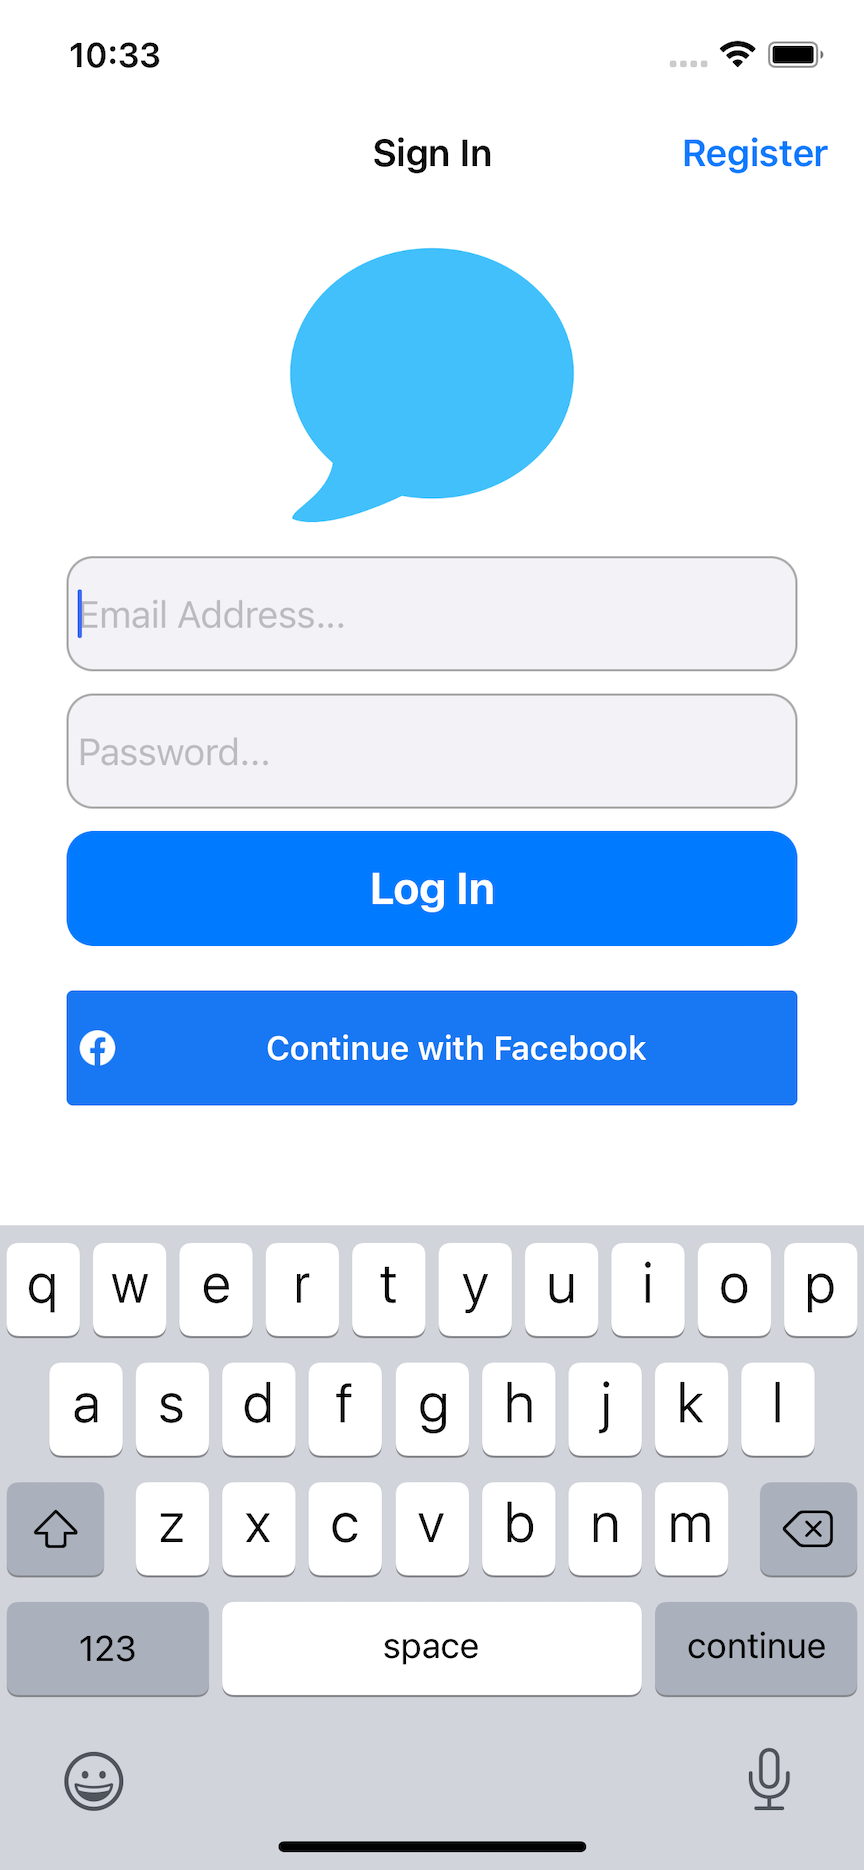 10:33
Sign In
Register
Email Address...
Password...
Log In
Continue with Facebook
q w e r t y u i o p
a s d f g h j k l
z x c v b n m
123 space continue